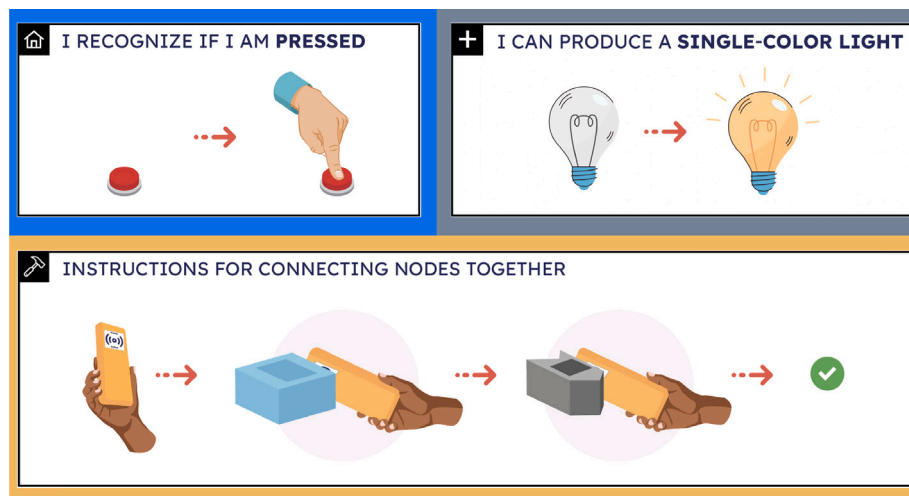 I RECOGNIZE IF I AM PRESSED
I CAN PRODUCE A SINGLE-COLOR LIGHT
INSTRUCTIONS FOR CONNECTING NODES TOGETHER